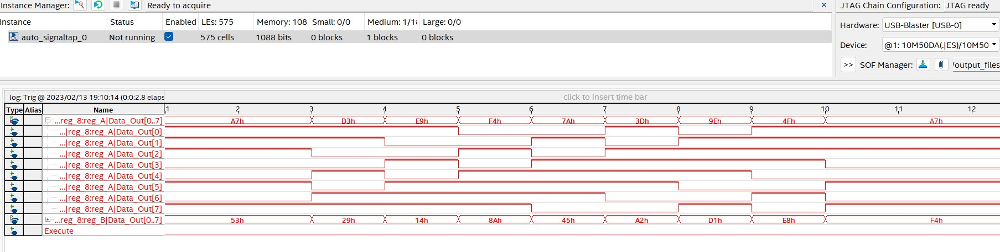 Instance Manager: Ready to acquire × JTAG Chain Configuration: JTAG ready
Instance Status Enabled LEs: 575 Memory: 108 Small: 0/0 Medium: 1/1 Large: 0/0
Hardware: USB-Blaster [USB-0]
auto_signaltap_0 Not running 575 cells 1088 bits 0 blocks 1 blocks 0 blocks
Device: @1: 10M50DA(.|ES)/10M50
>> SOF Manager: /output_files
log: Trig @ 2023/02/13 19:10:14 (0:0:2.8 elaps click to insert time bar
Type Alias Name 1 2 3 4 5 6 7 8 9 10 11 12
...reg_8:reg_A|Data_Out[0..7] A7h D3h E9h F4h 7Ah 3Dh 9Eh 4Fh A7h
...|reg_8:reg_A|Data_Out[0]
...|reg_8:reg_A|Data_Out[1]
...|reg_8:reg_A|Data_Out[2]
...|reg_8:reg_A|Data_Out[3]
...|reg_8:reg_A|Data_Out[4]
...|reg_8:reg_A|Data_Out[5]
...|reg_8:reg_A|Data_Out[6]
...|reg_8:reg_A|Data_Out[7]
...reg_8:reg_B|Data_Out[0..7] 53h 29h 14h 8Ah 45h A2h D1h E8h F4h
Execute